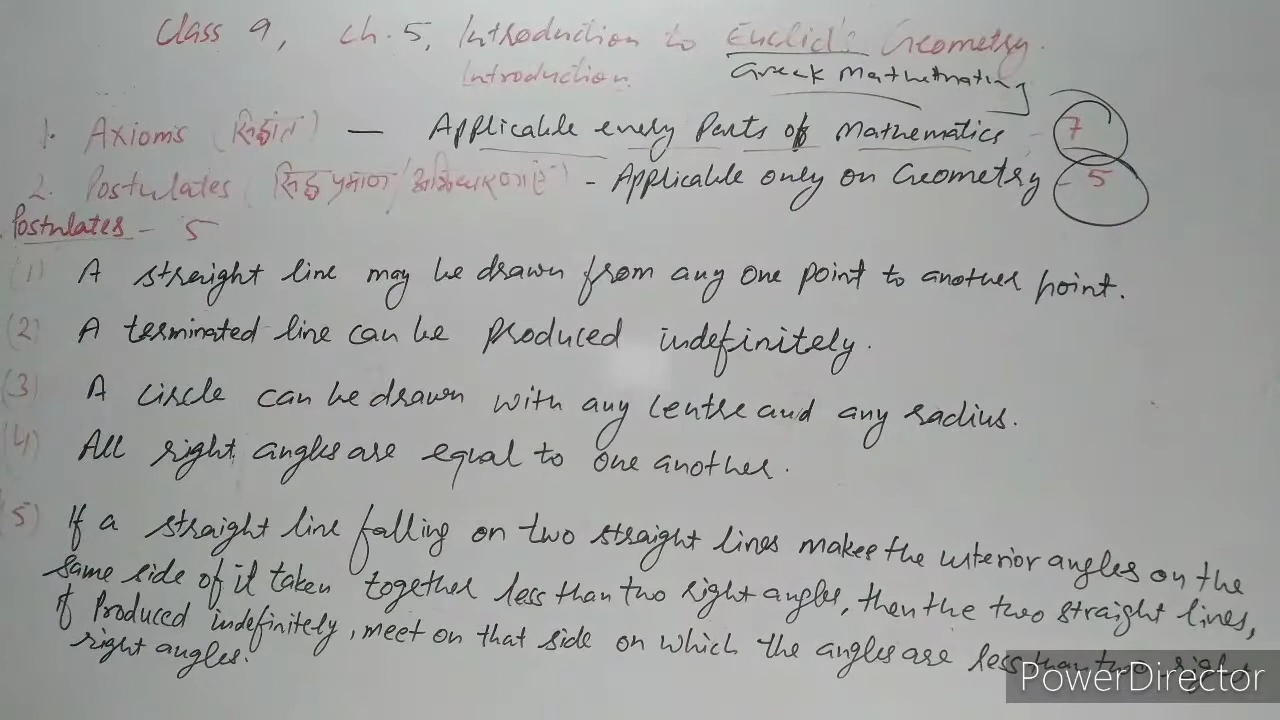 Class 9, Ch. 5, Introduction to Euclid's Geometry.
Introduction.
Greek Mathematics
1. Axioms (सिद्धांत) — Applicable every Parts of Mathematics - 7
2. Postulates (सिद्ध प्रमाण / अभिधारणाएँ) - Applicable only on Geometry - 5
Postulates - 5
(1) A straight line may be drawn from any one point to another point.
(2) A terminated line can be produced indefinitely.
(3) A circle can be drawn with any centre and any radius.
(4) All right angles are equal to one another.
(5) If a straight line falling on two straight lines makes the interior angles on the
same side of it taken together less than two right angles, then the two straight lines,
if Produced indefinitely, meet on that side on which the angles are less than two right
right angles.
PowerDirector